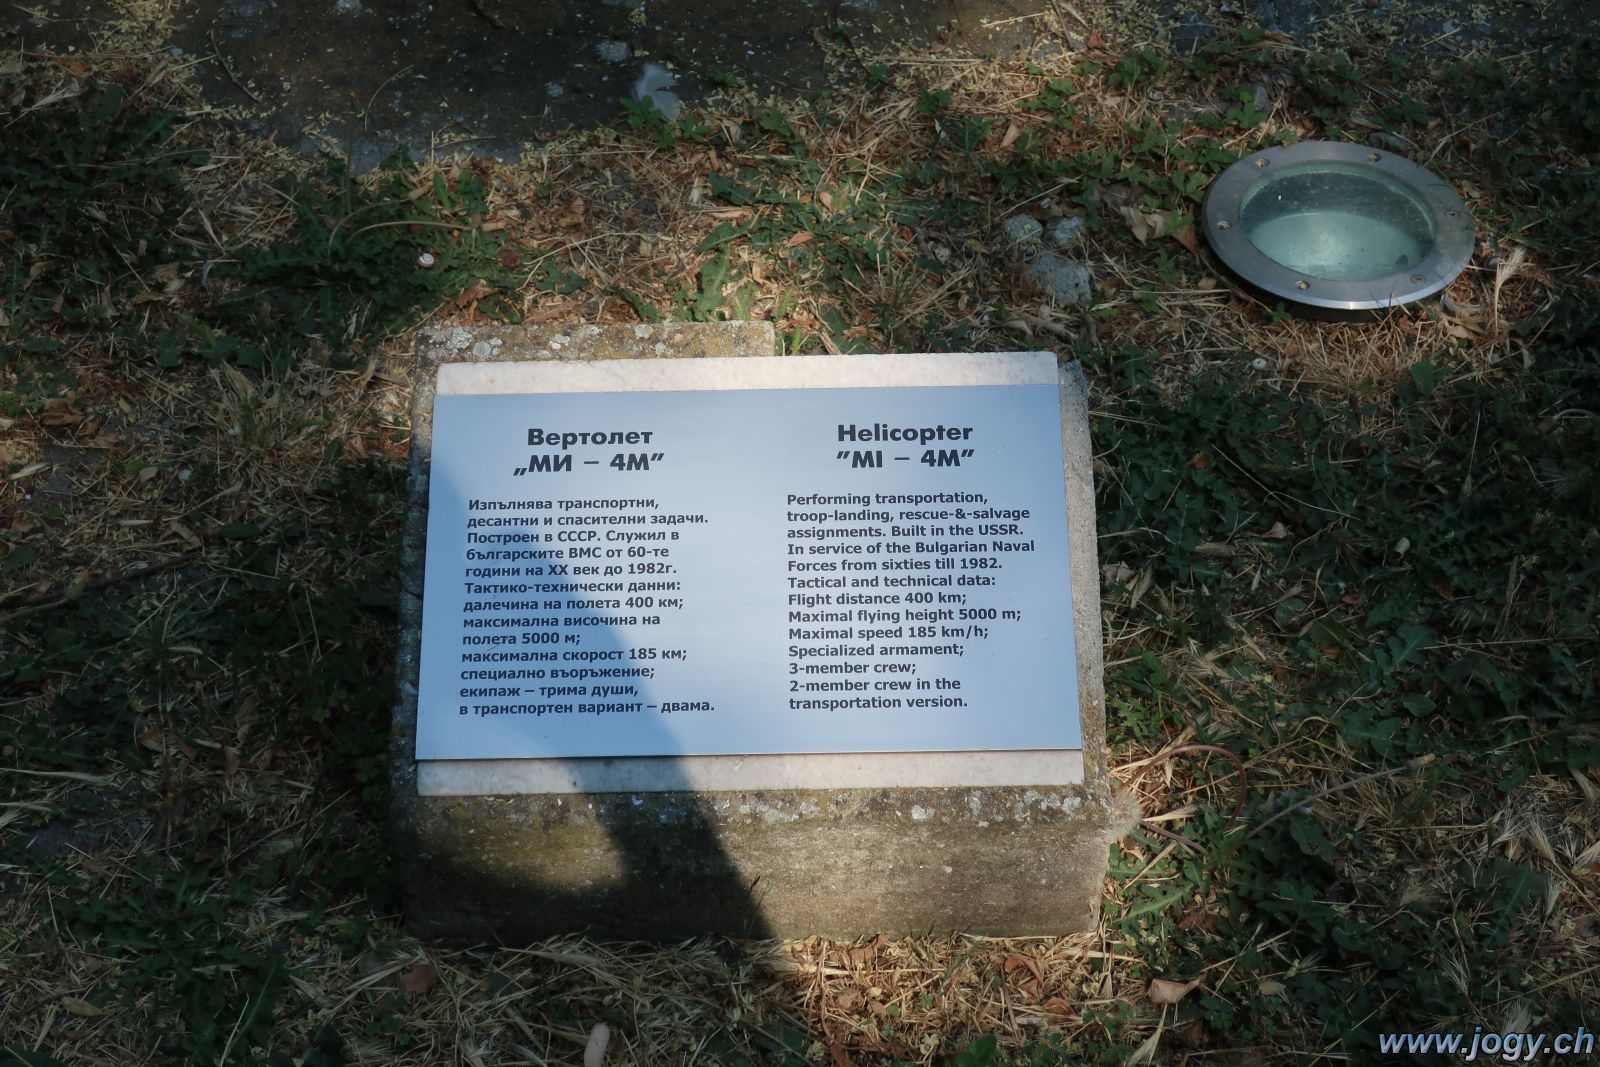 Вертолет
„МИ – 4М”
Изпълнява транспортни,
десантни и спасителни задачи.
Построен в СССР. Служил в
българските ВМС от 60-те
години на XX век до 1982г.
Тактико-технически данни:
далечина на полета 400 км;
максимална височина на
полета 5000 м;
максимална скорост 185 км;
специално въоръжение;
екипаж – трима души,
в транспортен вариант – двама.
Helicopter
”MI – 4M”
Performing transportation,
troop-landing, rescue-&-salvage
assignments. Built in the USSR.
In service of the Bulgarian Naval
Forces from sixties till 1982.
Tactical and technical data:
Flight distance 400 km;
Maximal flying height 5000 m;
Maximal speed 185 km/h;
Specialized armament;
3-member crew;
2-member crew in the
transportation version.
www.jogy.ch